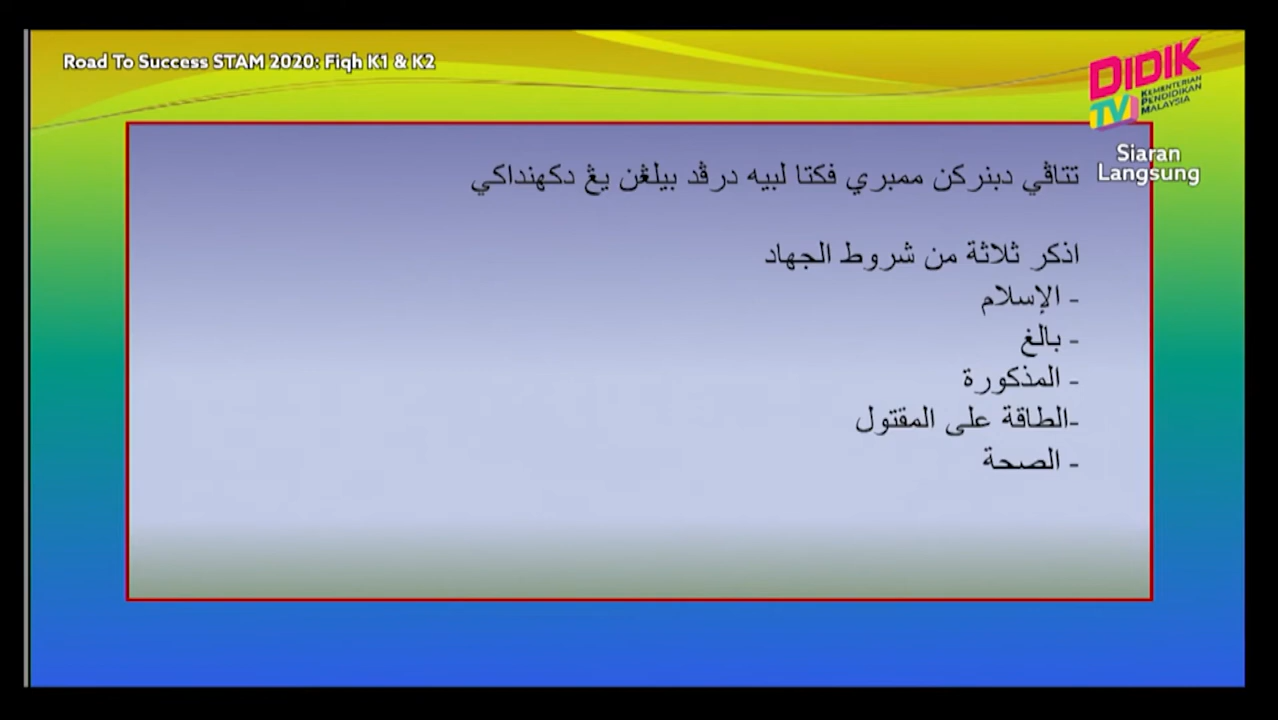 Road To Success STAM 2020: Fiqh K1 & K2
DIDIK
TV
KEMENTERIAN
PENDIDIKAN
MALAYSIA
Siaran
Langsung
تتاڤي دبنركن ممبري فكتا لبيه درڤد بيلڠن يڠ دكهنداكي
اذكر ثلاثة من شروط الجهاد
- الإسلام
- بالغ
- المذكورة
-الطاقة على المقتول
- الصحة